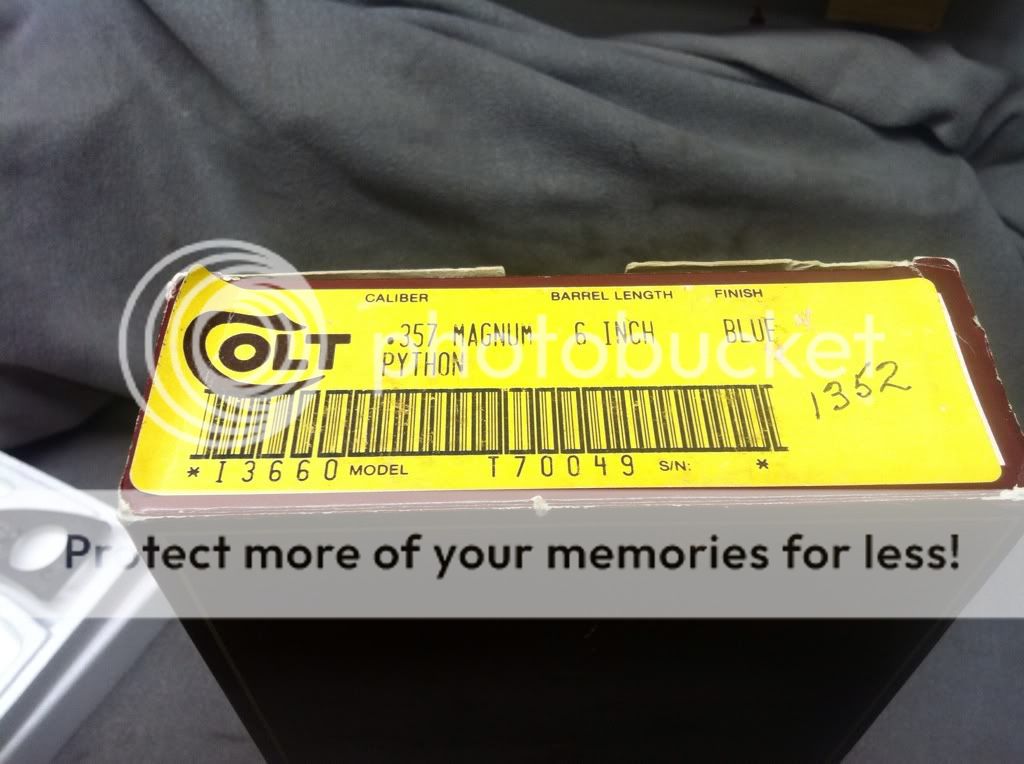 CALIBER BARREL LENGTH FINISH
COLT .357 MAGNUM 6 INCH BLUE
PYTHON
1352
*I3660 MODEL T70049 S/N: *
photobucket
Protect more of your memories for less!